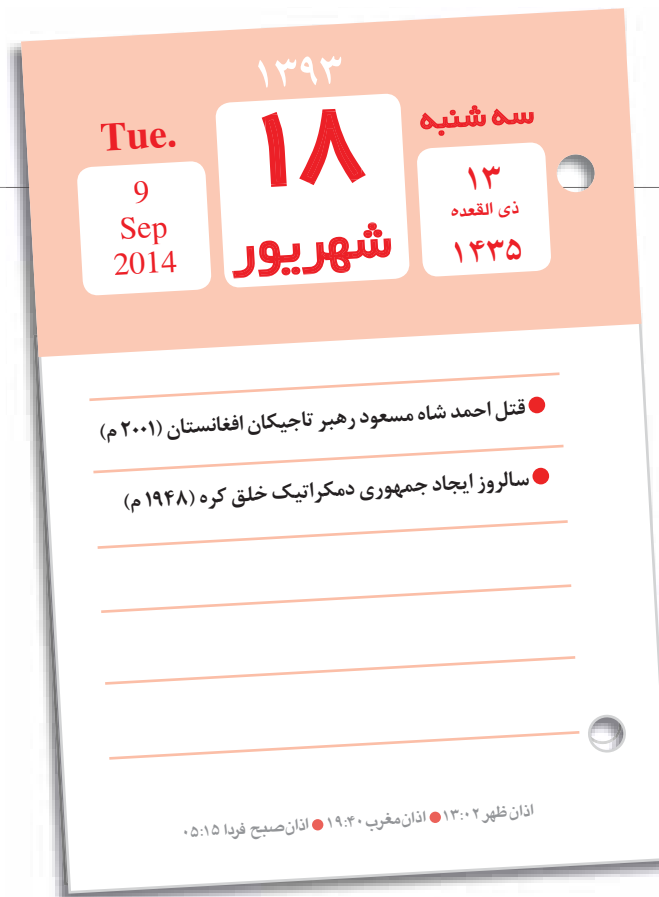 ۱۳۹۳
سه شنبه
۱۳
ذی القعده
۱۴۳۵
۱۸
شهریور
Tue.
9
Sep
2014
قتل احمد شاه مسعود رهبر تاجیکان افغانستان (۲۰۰۱ م)
سالروز ایجاد جمهوری دمکراتیک خلق کره (۱۹۴۸ م)
اذان ظهر ۱۳:۰۲ ● اذان‌مغرب ۱۹:۴۰ ● اذان‌صبح فردا ۰۵:۱۵